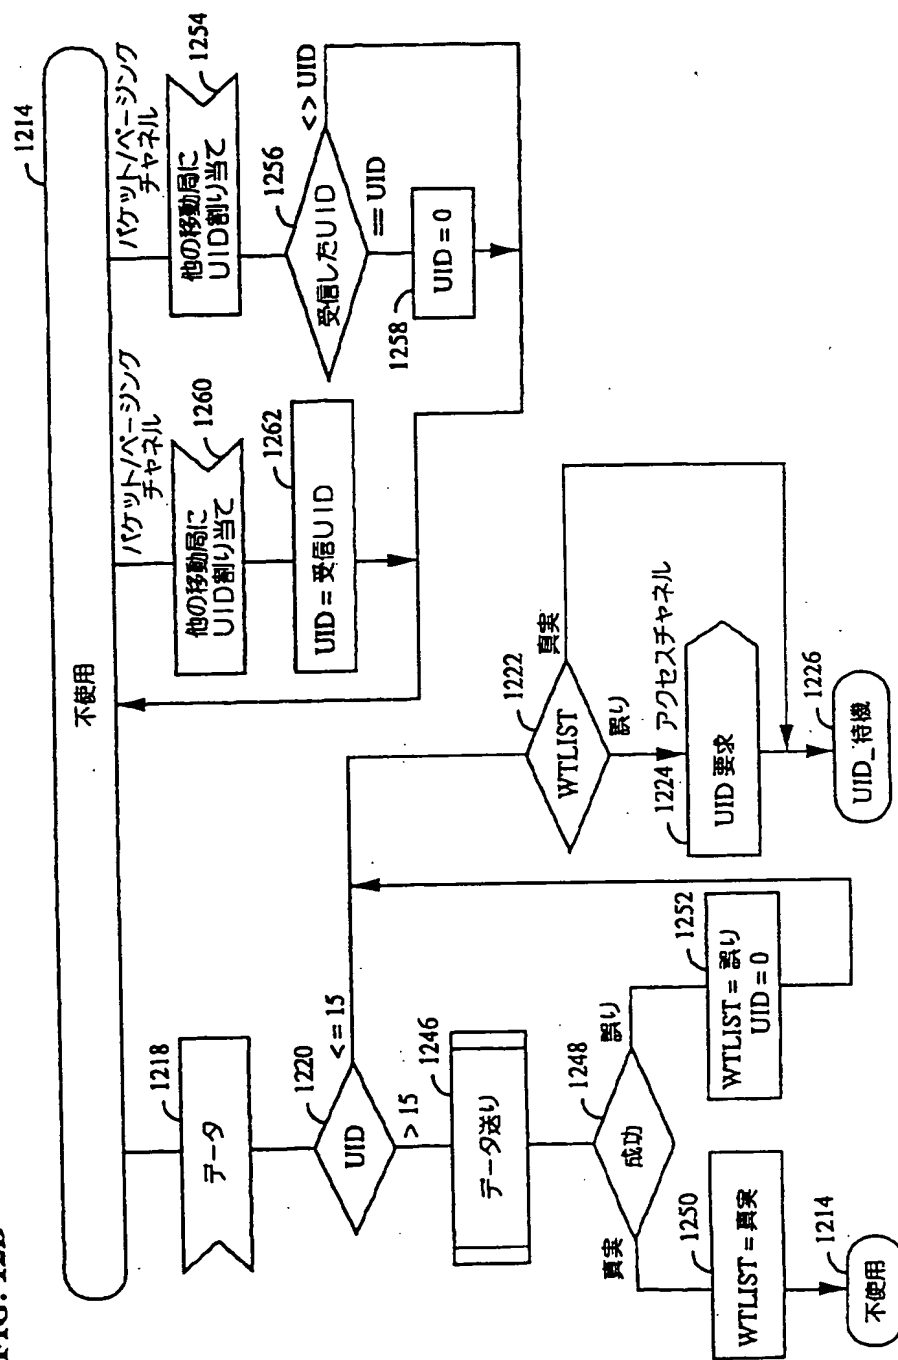 FIG. 12B
1214
不使用
1218
データ
1220
UID
<= 15
> 15
1246
データ送り
1248
成功
真実
誤り
1250
WTLIST = 真実
1214
不使用
1252
WTLIST = 誤り
UID = 0
1222
WTLIST
真実
誤り
アクセスチャネル
1224
UID 要求
1226
UID_待機
パケット/ページング
チャネル
1260
他の移動局に
UID割り当て
1262
UID = 受信UID
パケット/ページング
チャネル
1254
他の移動局に
UID割り当て
1256
受信したUID
<> UID
== UID
1258
UID = 0